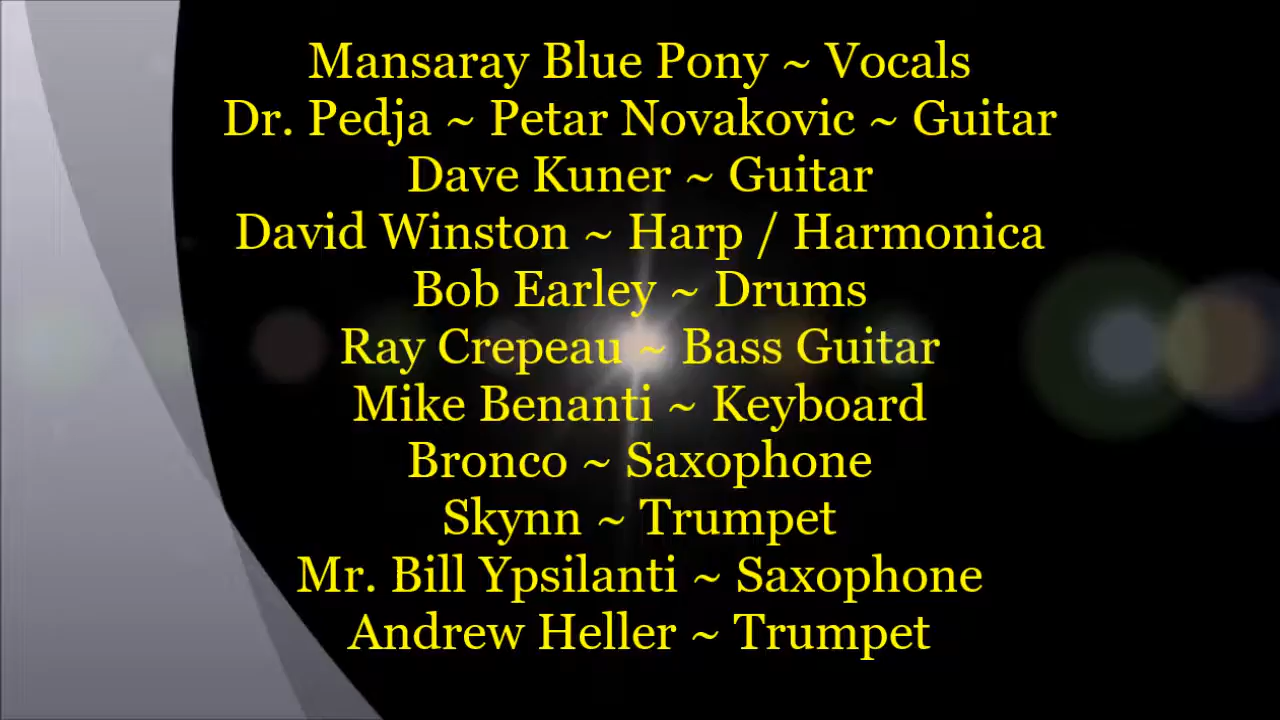 Mansaray Blue Pony ~ Vocals
Dr. Pedja ~ Petar Novakovic ~ Guitar
Dave Kuner ~ Guitar
David Winston ~ Harp / Harmonica
Bob Earley ~ Drums
Ray Crepeau ~ Bass Guitar
Mike Benanti ~ Keyboard
Bronco ~ Saxophone
Skynn ~ Trumpet
Mr. Bill Ypsilanti ~ Saxophone
Andrew Heller ~ Trumpet